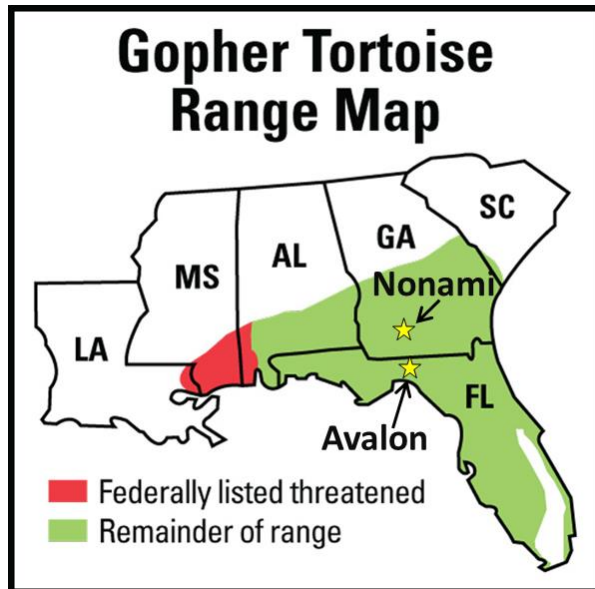 Gopher Tortoise
Range Map
SC
GA
AL
MS
Nonami
LA
FL
Avalon
Federally listed threatened
Remainder of range